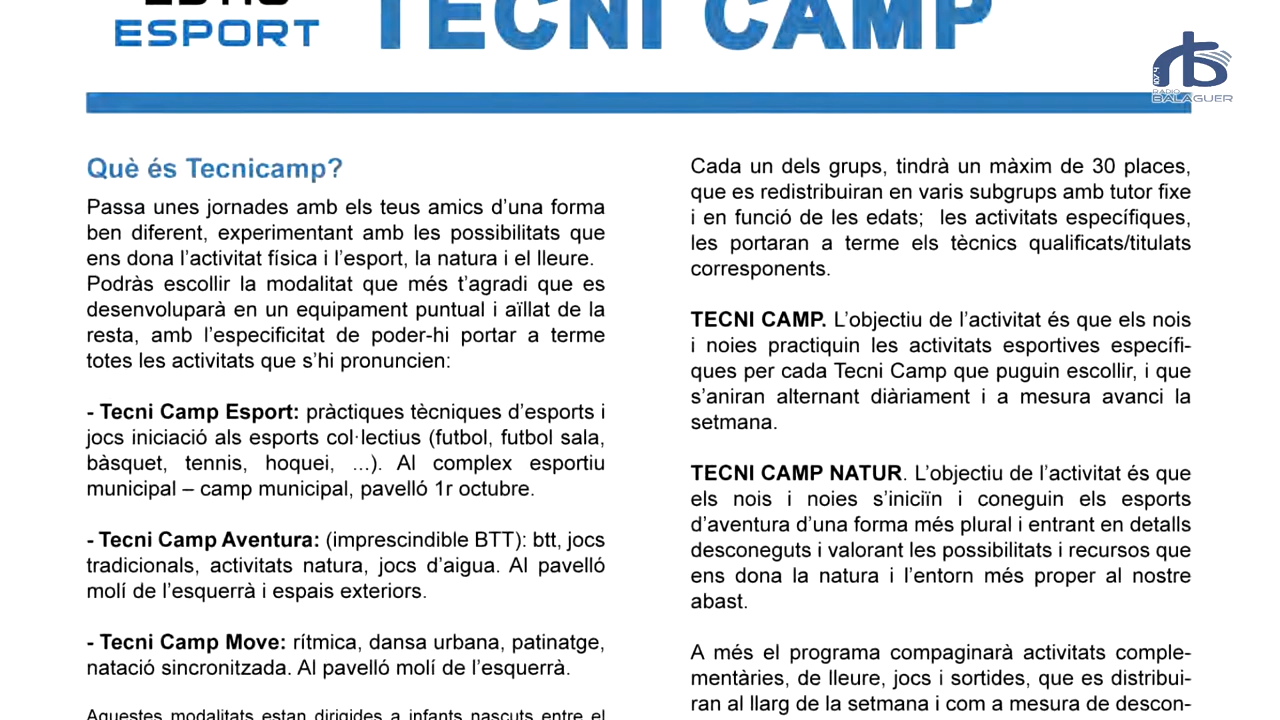 ESPORT
TECNI CAMP
RADIO
BALAGUER
Què és Tecnicamp?
Passa unes jornades amb els teus amics d’una forma
ben diferent, experimentant amb les possibilitats que
ens dona l’activitat física i l’esport, la natura i el lleure.
Podràs escollir la modalitat que més t’agradi que es
desenvoluparà en un equipament puntual i aïllat de la
resta, amb l’especificitat de poder-hi portar a terme
totes les activitats que s’hi pronuncien:
- Tecni Camp Esport: pràctiques tècniques d’esports i
jocs iniciació als esports col·lectius (futbol, futbol sala,
bàsquet, tennis, hoquei, ...). Al complex esportiu
municipal – camp municipal, pavelló 1r octubre.
- Tecni Camp Aventura: (imprescindible BTT): btt, jocs
tradicionals, activitats natura, jocs d’aigua. Al pavelló
molí de l’esquerrà i espais exteriors.
- Tecni Camp Move: rítmica, dansa urbana, patinatge,
natació sincronitzada. Al pavelló molí de l’esquerrà.
Aquestes modalitats estan dirigides a infants nascuts entre el
Cada un dels grups, tindrà un màxim de 30 places,
que es redistribuiran en varis subgrups amb tutor fixe
i en funció de les edats;  les activitats específiques,
les portaran a terme els tècnics qualificats/titulats
corresponents.
TECNI CAMP. L’objectiu de l’activitat és que els nois
i noies practiquin les activitats esportives específi-
ques per cada Tecni Camp que puguin escollir, i que
s’aniran alternant diàriament i a mesura avanci la
setmana.
TECNI CAMP NATUR. L’objectiu de l’activitat és que
els nois i noies s’iniciïn i coneguin els esports
d’aventura d’una forma més plural i entrant en detalls
desconeguts i valorant les possibilitats i recursos que
ens dona la natura i l’entorn més proper al nostre
abast.
A més el programa compaginarà activitats comple-
mentàries, de lleure, jocs i sortides, que es distribui-
ran al llarg de la setmana i com a mesura de descon-